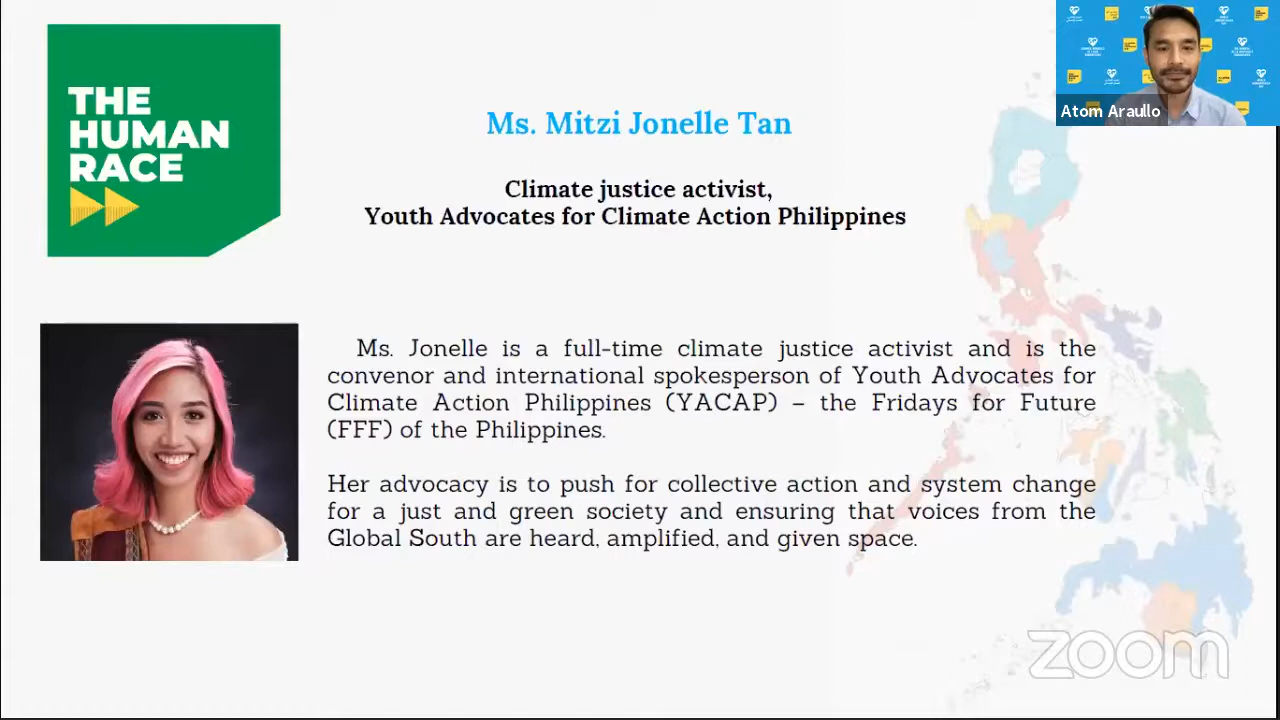 THE
HUMAN
RACE
Atom Araullo
Ms. Mitzi Jonelle Tan
Climate justice activist,
Youth Advocates for Climate Action Philippines
Ms. Jonelle is a full-time climate justice activist and is the
convenor and international spokesperson of Youth Advocates for
Climate Action Philippines (YACAP) – the Fridays for Future
(FFF) of the Philippines.
Her advocacy is to push for collective action and system change
for a just and green society and ensuring that voices from the
Global South are heard, amplified, and given space.
zoom